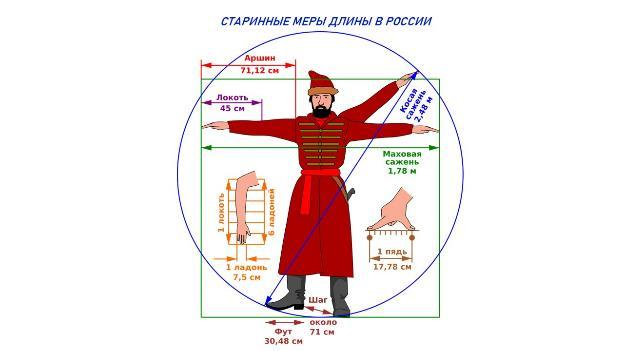 СТАРИННЫЕ МЕРЫ ДЛИНЫ В РОССИИ
Аршин
71,12 см
Локоть
45 см
Косая
сажень
2,48 м
Маховая
сажень
1,78 м
1 локоть
6 ладоней
1 ладонь
7,5 см
1 пядь
17,78 см
Шаг
около
71 см
Фут
30,48 см